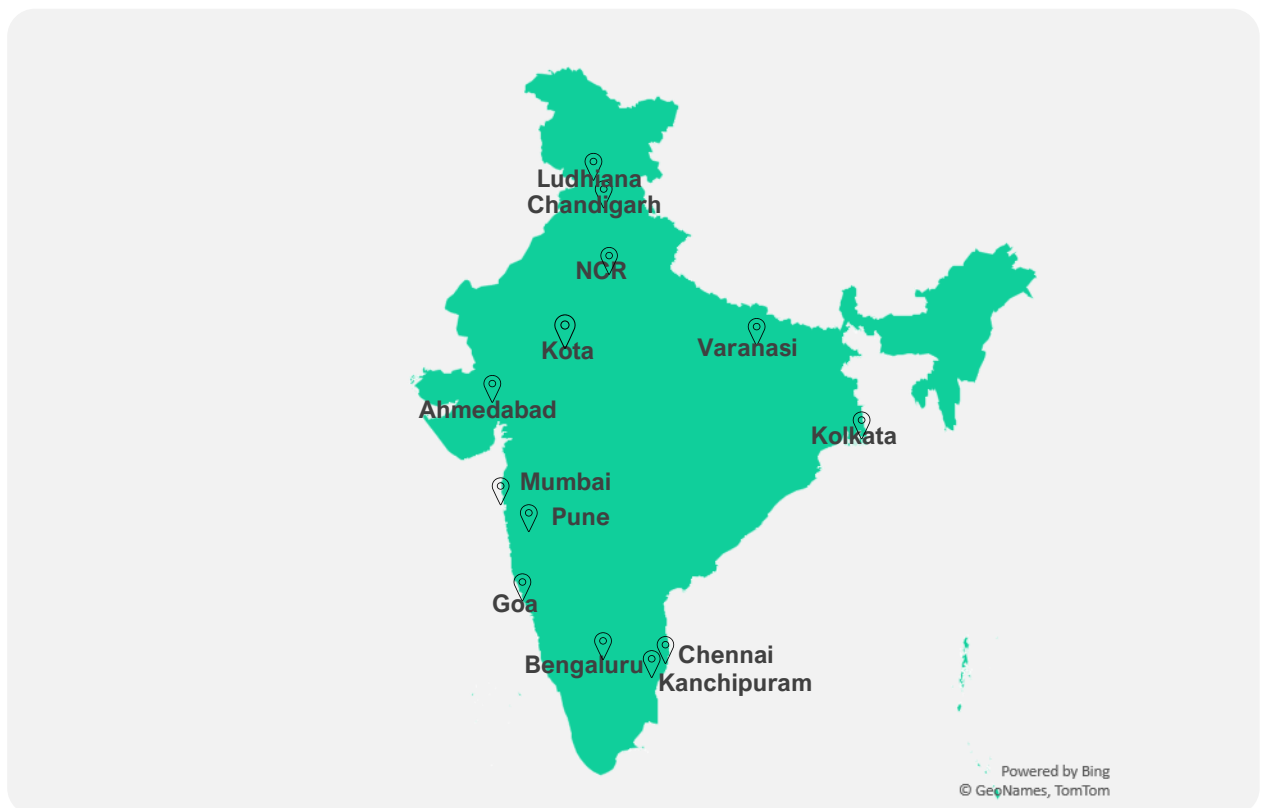 Ludhiana
Chandigarh
NCR
Kota
Varanasi
Ahmedabad
Kolkata
Mumbai
Pune
Goa
Bengaluru
Chennai
Kanchipuram
Powered by Bing
© GeoNames, TomTom